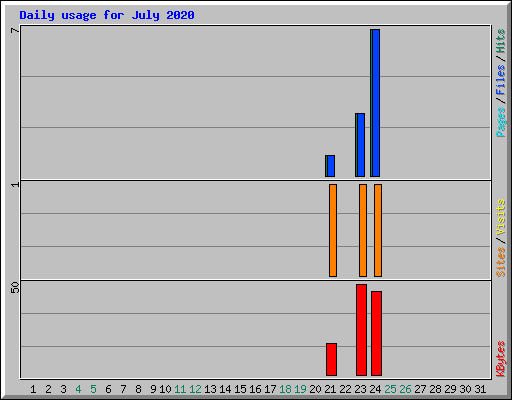 Daily usage for July 2020
7
1
50
Pages / Files / Hits
Sites / Visits
KBytes
1 2 3 4 5 6 7 8 9 10 11 12 13 14 15 16 17 18 19 20 21 22 23 24 25 26 27 28 29 30 31